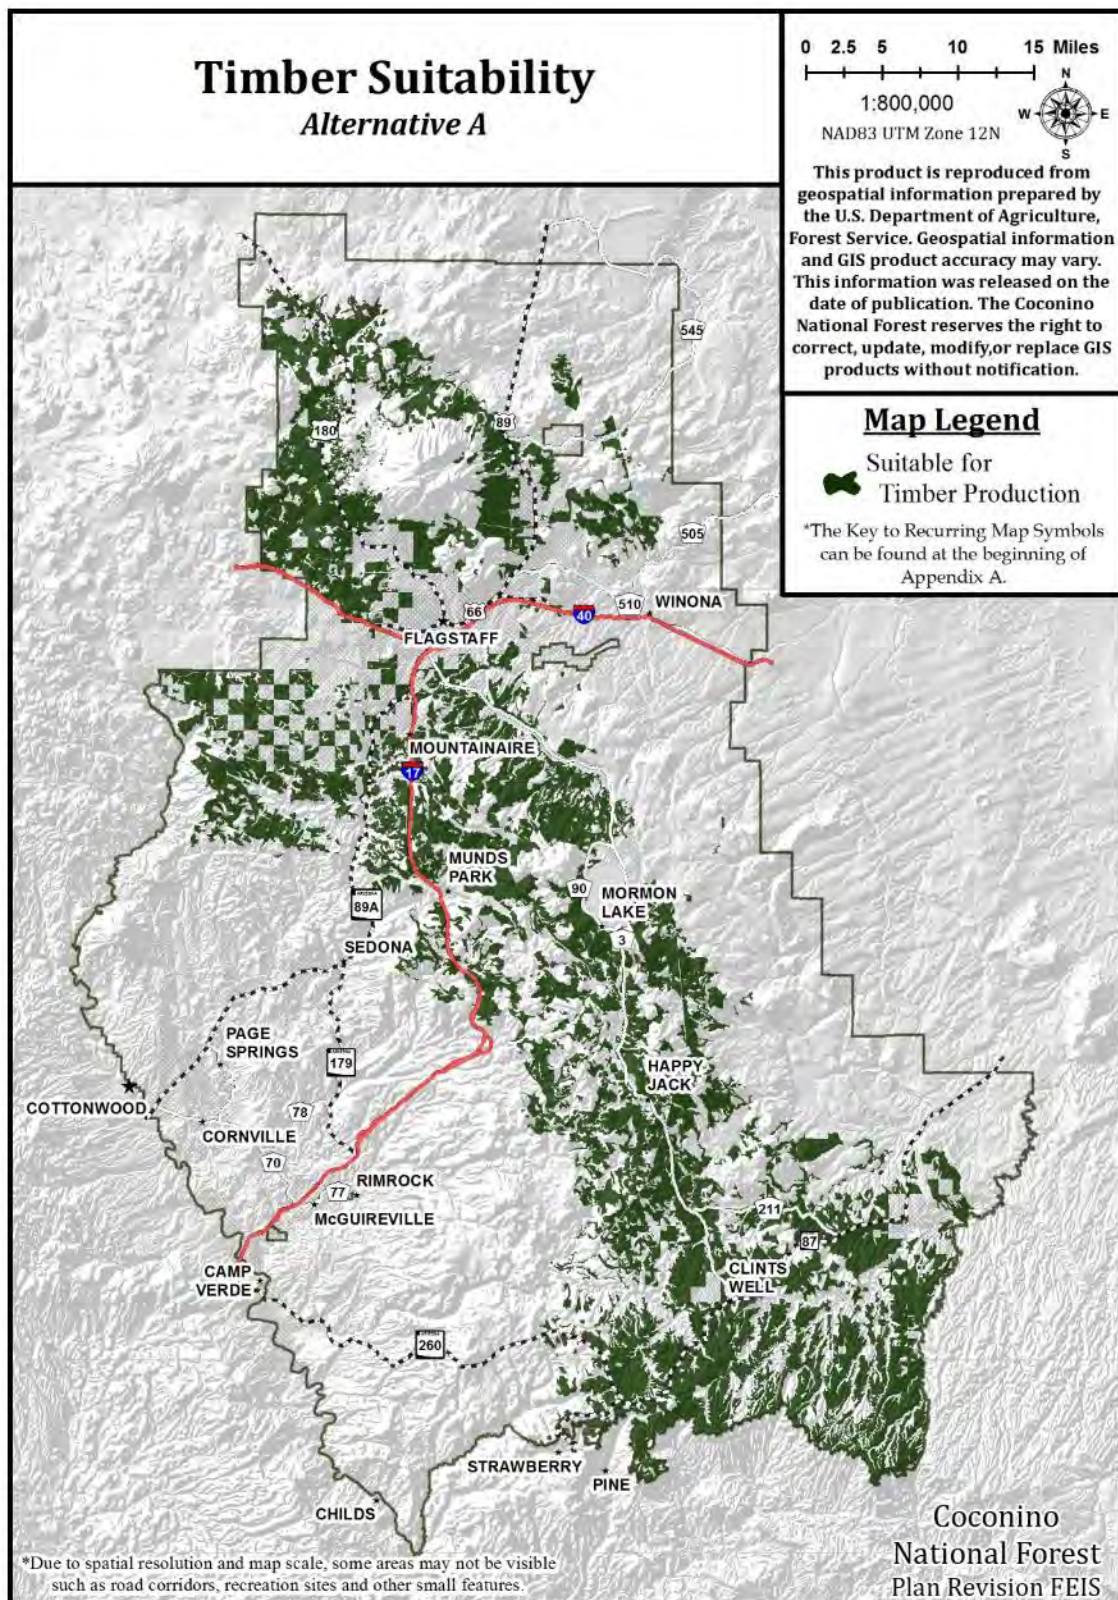 Timber Suitability
Alternative A
0 2.5 5 10 15 Miles
1:800,000
NAD83 UTM Zone 12N
N
W E
S
This product is reproduced from
geospatial information prepared by
the U.S. Department of Agriculture,
Forest Service. Geospatial information
and GIS product accuracy may vary.
This information was released on the
date of publication. The Coconino
National Forest reserves the right to
correct, update, modify,or replace GIS
products without notification.
Map Legend
Suitable for
Timber Production
*The Key to Recurring Map Symbols
can be found at the beginning of
Appendix A.
545
180
89
505
510
WINONA
66
40
FLAGSTAFF
MOUNTAINAIRE
17
MUNDS
PARK
90
MORMON
LAKE
89A
3
SEDONA
PAGE
SPRINGS
179
HAPPY
JACK
COTTONWOOD
78
CORNVILLE
70
RIMROCK
77
McGUIREVILLE
211
87
CAMP
VERDE
CLINTS
WELL
260
STRAWBERRY
PINE
CHILDS
Coconino
National Forest
Plan Revision FEIS
*Due to spatial resolution and map scale, some areas may not be visible
such as road corridors, recreation sites and other small features.